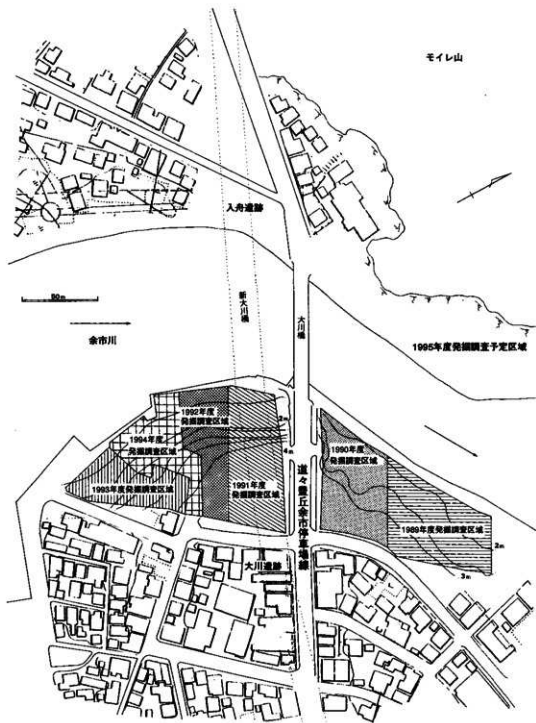 モイレ山
入舟遺跡
50m
新大川橋
大川橋
余市川
1995年度発掘調査予定区域
1992年度
発掘調査区域
2m
4m
1994年度
発掘調査区域
1990年度
発掘調査区域
1993年度
発掘調査区域
1991年度
発掘調査区域
道々豊丘余市停車場線
1989年度発掘調査区域
2m
3m
大川遺跡